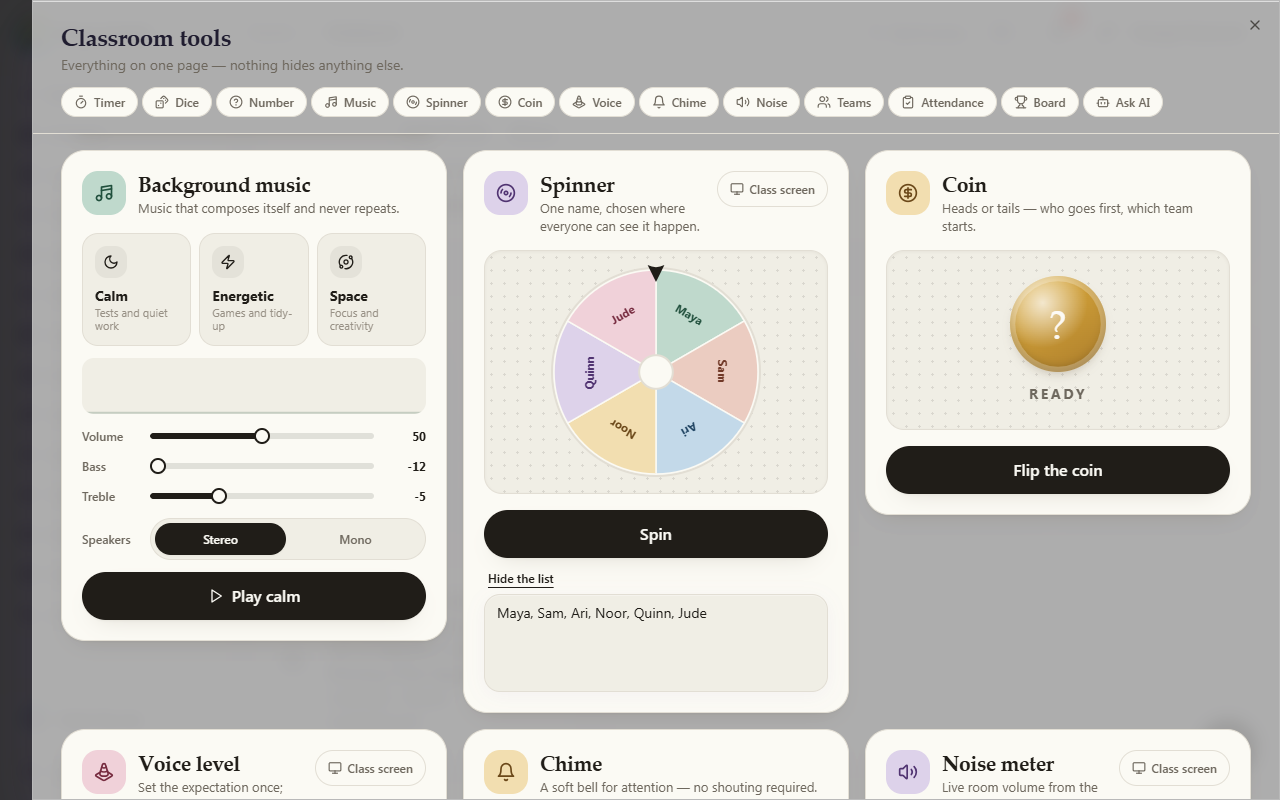 Classroom tools
Everything on one page — nothing hides anything else.
Timer
Dice
Number
Music
Spinner
Coin
Voice
Chime
Noise
Teams
Attendance
Board
Ask AI
Background music
Music that composes itself and never repeats.
Calm
Tests and quiet
work
Energetic
Games and tidy-
up
Space
Focus and
creativity
Volume
50
Bass
-12
Treble
-5
Speakers
Stereo
Mono
Play calm
Spinner
One name, chosen where
everyone can see it happen.
Class screen
Jude
Maya
Quinn
Sam
Noor
Ari
Spin
Hide the list
Maya, Sam, Ari, Noor, Quinn, Jude
Coin
Heads or tails — who goes first, which team
starts.
?
READY
Flip the coin
Voice level
Set the expectation once;
Class screen
Chime
A soft bell for attention — no shouting required.
Noise meter
Live room volume from the
Class screen